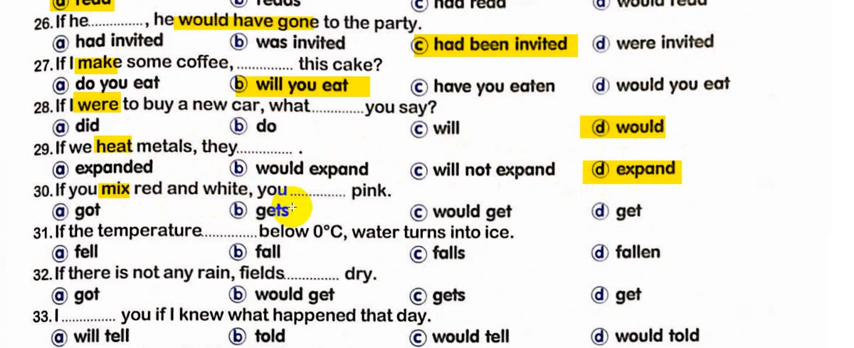 ⓐ read ⓑ reads ⓒ had read ⓓ would read
26. If he.............., he would have gone to the party.
ⓐ had invited ⓑ was invited ⓒ had been invited ⓓ were invited
27. If I make some coffee, .............. this cake?
ⓐ do you eat ⓑ will you eat ⓒ have you eaten ⓓ would you eat
28. If I were to buy a new car, what.............you say?
ⓐ did ⓑ do ⓒ will ⓓ would
29. If we heat metals, they.............. .
ⓐ expanded ⓑ would expand ⓒ will not expand ⓓ expand
30. If you mix red and white, you.............. pink.
ⓐ got ⓑ gets ⓒ would get ⓓ get
31. If the temperature..............below 0°C, water turns into ice.
ⓐ fell ⓑ fall ⓒ falls ⓓ fallen
32. If there is not any rain, fields.............. dry.
ⓐ got ⓑ would get ⓒ gets ⓓ get
33. I.............. you if I knew what happened that day.
ⓐ will tell ⓑ told ⓒ would tell ⓓ would told